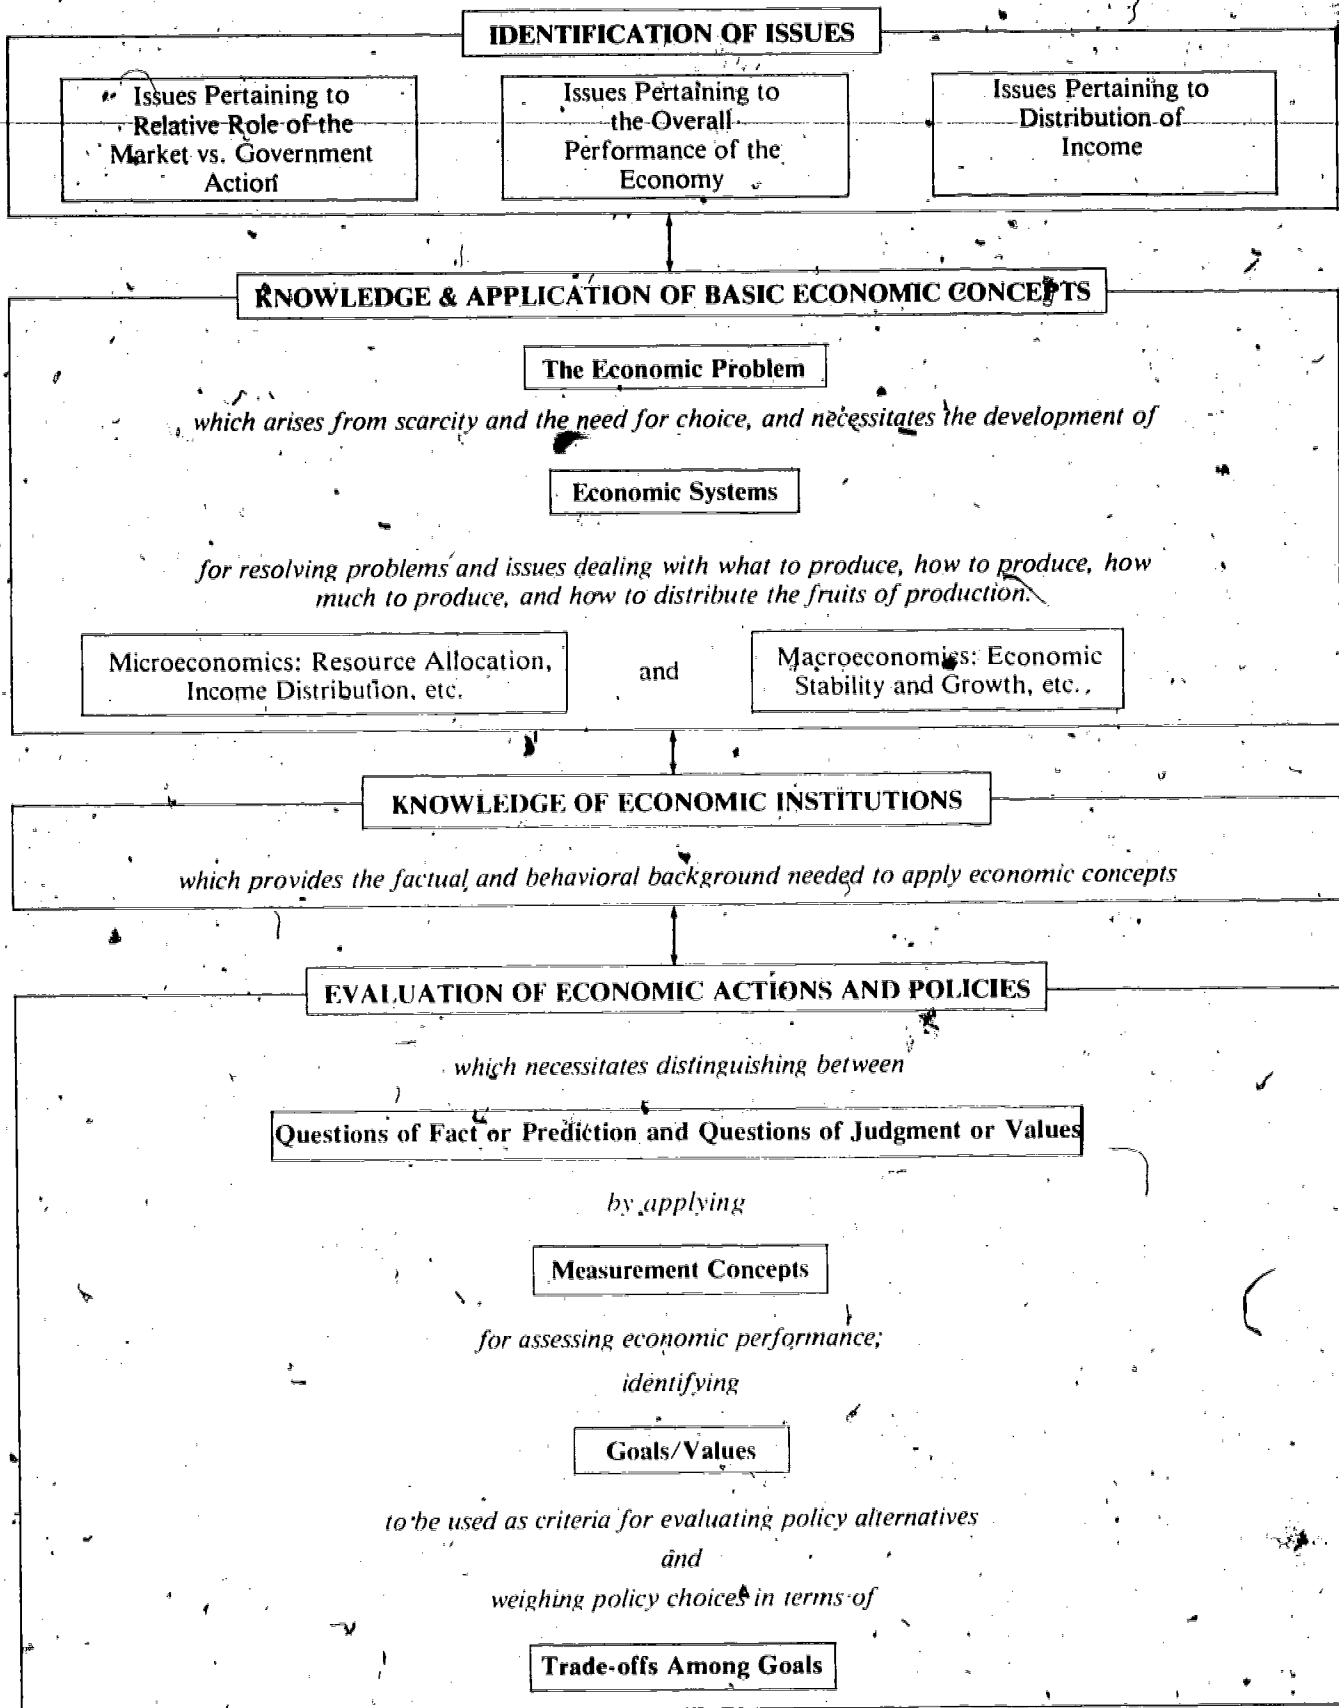 IDENTIFICATION OF ISSUES
Issues Pertaining to
Relative Role of the
Market vs. Government
Action
Issues Pertaining to
the Overall
Performance of the
Economy
Issues Pertaining to
Distribution of
Income
KNOWLEDGE & APPLICATION OF BASIC ECONOMIC CONCEPTS
The Economic Problem
which arises from scarcity and the need for choice, and necessitates the development of
Economic Systems
for resolving problems and issues dealing with what to produce, how to produce, how
much to produce, and how to distribute the fruits of production.
Microeconomics: Resource Allocation,
Income Distribution, etc.
and
Macroeconomics: Economic
Stability and Growth, etc.,
KNOWLEDGE OF ECONOMIC INSTITUTIONS
which provides the factual and behavioral background needed to apply economic concepts
EVALUATION OF ECONOMIC ACTIONS AND POLICIES
which necessitates distinguishing between
Questions of Fact or Prediction and Questions of Judgment or Values
by applying
Measurement Concepts
for assessing economic performance;
identifying
Goals/Values
to be used as criteria for evaluating policy alternatives
and
weighing policy choices in terms of
Trade-offs Among Goals